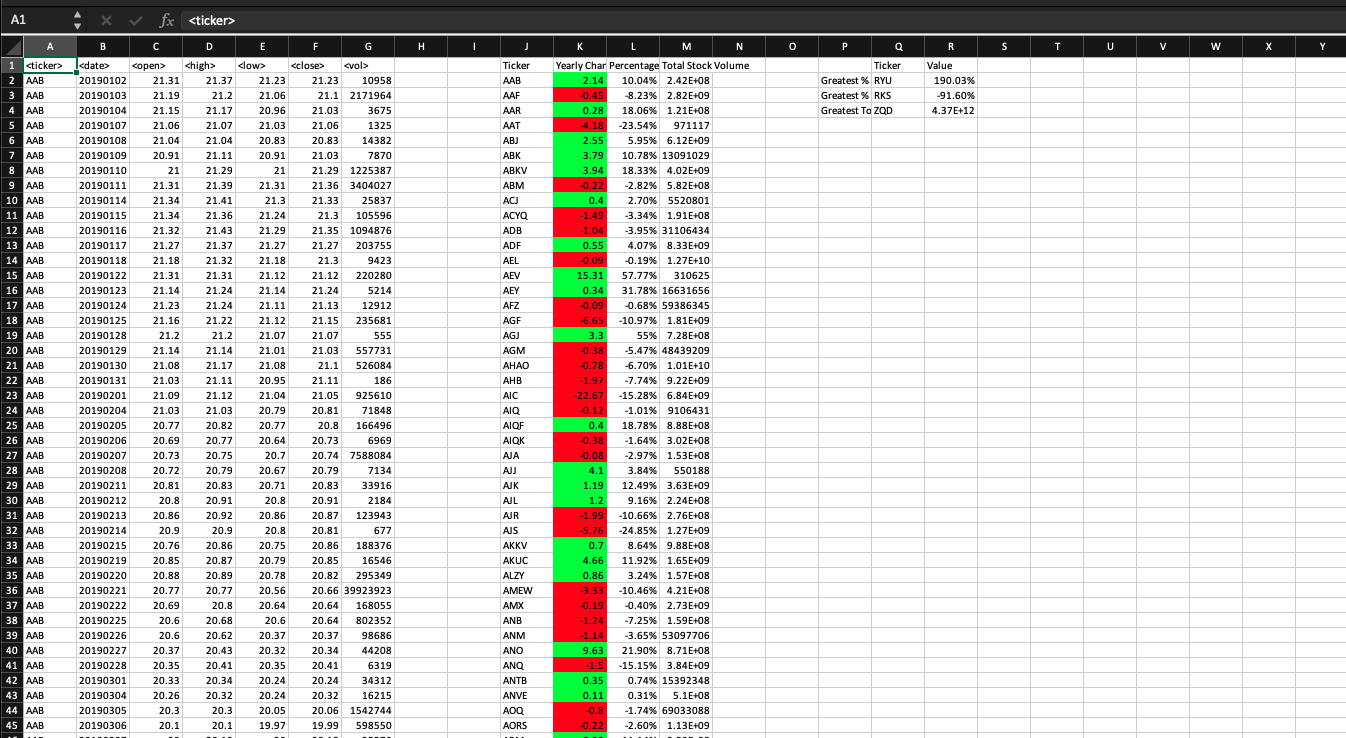 A1 fx <ticker>
A B C D E F G H I J K L M N O P Q R S T U V W X Y
1 <ticker> <date> <open> <high> <low> <close> <vol> Ticker Yearly Char Percentage Total Stock Volume Ticker Value
2 AAB 20190102 21.31 21.37 21.23 21.23 10958 AAB 2.14 10.04% 2.42E+08 Greatest % RYU 190.03%
3 AAB 20190103 21.19 21.2 21.06 21.1 2171964 AAF -0.45 -8.23% 2.82E+09 Greatest % RKS -91.60%
4 AAB 20190104 21.15 21.17 20.96 21.03 3675 AAR 0.28 18.06% 1.21E+08 Greatest To ZQD 4.37E+12
5 AAB 20190107 21.06 21.07 21.03 21.06 1325 AAT -4.18 -23.54% 971117
6 AAB 20190108 21.04 21.04 20.83 20.83 14382 ABJ 2.55 5.95% 6.12E+09
7 AAB 20190109 20.91 21.11 20.91 21.03 7870 ABK 3.79 10.78% 13091029
8 AAB 20190110 21 21.29 21 21.29 1225387 ABKV 3.94 18.33% 4.02E+09
9 AAB 20190111 21.31 21.39 21.31 21.36 3404027 ABM -0.22 -2.82% 5.82E+08
10 AAB 20190114 21.34 21.41 21.3 21.33 25837 ACJ 0.4 2.70% 5520801
11 AAB 20190115 21.34 21.36 21.24 21.3 105596 ACYQ -1.49 -3.34% 1.91E+08
12 AAB 20190116 21.32 21.43 21.29 21.35 1094876 ADB -1.04 -3.95% 31106434
13 AAB 20190117 21.27 21.37 21.27 21.27 203755 ADF 0.55 4.07% 8.33E+09
14 AAB 20190118 21.18 21.32 21.18 21.3 9423 AEL -0.09 -0.19% 1.27E+10
15 AAB 20190122 21.31 21.31 21.12 21.12 220280 AEV 15.31 57.77% 310625
16 AAB 20190123 21.14 21.24 21.14 21.24 5214 AEY 0.34 31.78% 16631656
17 AAB 20190124 21.23 21.24 21.11 21.13 12912 AFZ -0.09 -0.68% 59386345
18 AAB 20190125 21.16 21.22 21.12 21.15 235681 AGF -6.65 -10.97% 1.81E+09
19 AAB 20190128 21.2 21.2 21.07 21.07 555 AGJ 3.3 55% 7.28E+08
20 AAB 20190129 21.14 21.14 21.01 21.03 557731 AGM -0.38 -5.47% 48439209
21 AAB 20190130 21.08 21.17 21.08 21.1 526084 AHAO -0.78 -6.70% 1.01E+10
22 AAB 20190131 21.03 21.11 20.95 21.11 186 AHB -1.97 -7.74% 9.22E+09
23 AAB 20190201 21.09 21.12 21.04 21.05 925610 AIC -22.67 -15.28% 6.84E+09
24 AAB 20190204 21.03 21.03 20.79 20.81 71848 AIQ -0.12 -1.01% 9106431
25 AAB 20190205 20.77 20.82 20.77 20.8 166496 AIQF 0.4 18.78% 8.88E+08
26 AAB 20190206 20.69 20.77 20.64 20.73 6969 AIQK -0.38 -1.64% 3.02E+08
27 AAB 20190207 20.73 20.75 20.7 20.74 7588084 AJA -0.08 -2.97% 1.53E+08
28 AAB 20190208 20.72 20.79 20.67 20.79 7134 AJJ 4.1 3.84% 550188
29 AAB 20190211 20.81 20.83 20.71 20.83 33916 AJK 1.19 12.49% 3.63E+09
30 AAB 20190212 20.8 20.91 20.8 20.91 2184 AJL 1.2 9.16% 2.24E+08
31 AAB 20190213 20.86 20.92 20.86 20.87 123943 AJR -1.99 -10.66% 2.76E+08
32 AAB 20190214 20.9 20.9 20.8 20.81 677 AJS -5.76 -24.85% 1.27E+09
33 AAB 20190215 20.76 20.86 20.75 20.86 188376 AKKV 0.7 8.64% 9.88E+08
34 AAB 20190219 20.85 20.87 20.79 20.85 16546 AKUC 4.66 11.92% 1.65E+09
35 AAB 20190220 20.88 20.89 20.78 20.82 295349 ALZY 0.86 3.24% 1.57E+08
36 AAB 20190221 20.77 20.77 20.56 20.66 39923923 AMEW -3.33 -10.46% 4.21E+08
37 AAB 20190222 20.69 20.8 20.64 20.64 168055 AMX -0.19 -0.40% 2.73E+09
38 AAB 20190225 20.6 20.68 20.6 20.64 802352 ANB -1.24 -7.25% 1.59E+08
39 AAB 20190226 20.6 20.62 20.37 20.37 98686 ANM -1.14 -3.65% 53097706
40 AAB 20190227 20.37 20.43 20.32 20.34 44208 ANO 9.63 21.90% 8.71E+08
41 AAB 20190228 20.35 20.41 20.35 20.41 6319 ANQ -1.5 -15.15% 3.84E+09
42 AAB 20190301 20.33 20.34 20.24 20.24 34312 ANTB 0.35 0.74% 15392348
43 AAB 20190304 20.26 20.32 20.24 20.32 16215 ANVE 0.11 0.31% 5.1E+08
44 AAB 20190305 20.3 20.3 20.05 20.06 1542744 AOQ -0.8 -1.74% 69033088
45 AAB 20190306 20.1 20.1 19.97 19.99 598550 AORS -0.22 -2.60% 1.13E+09